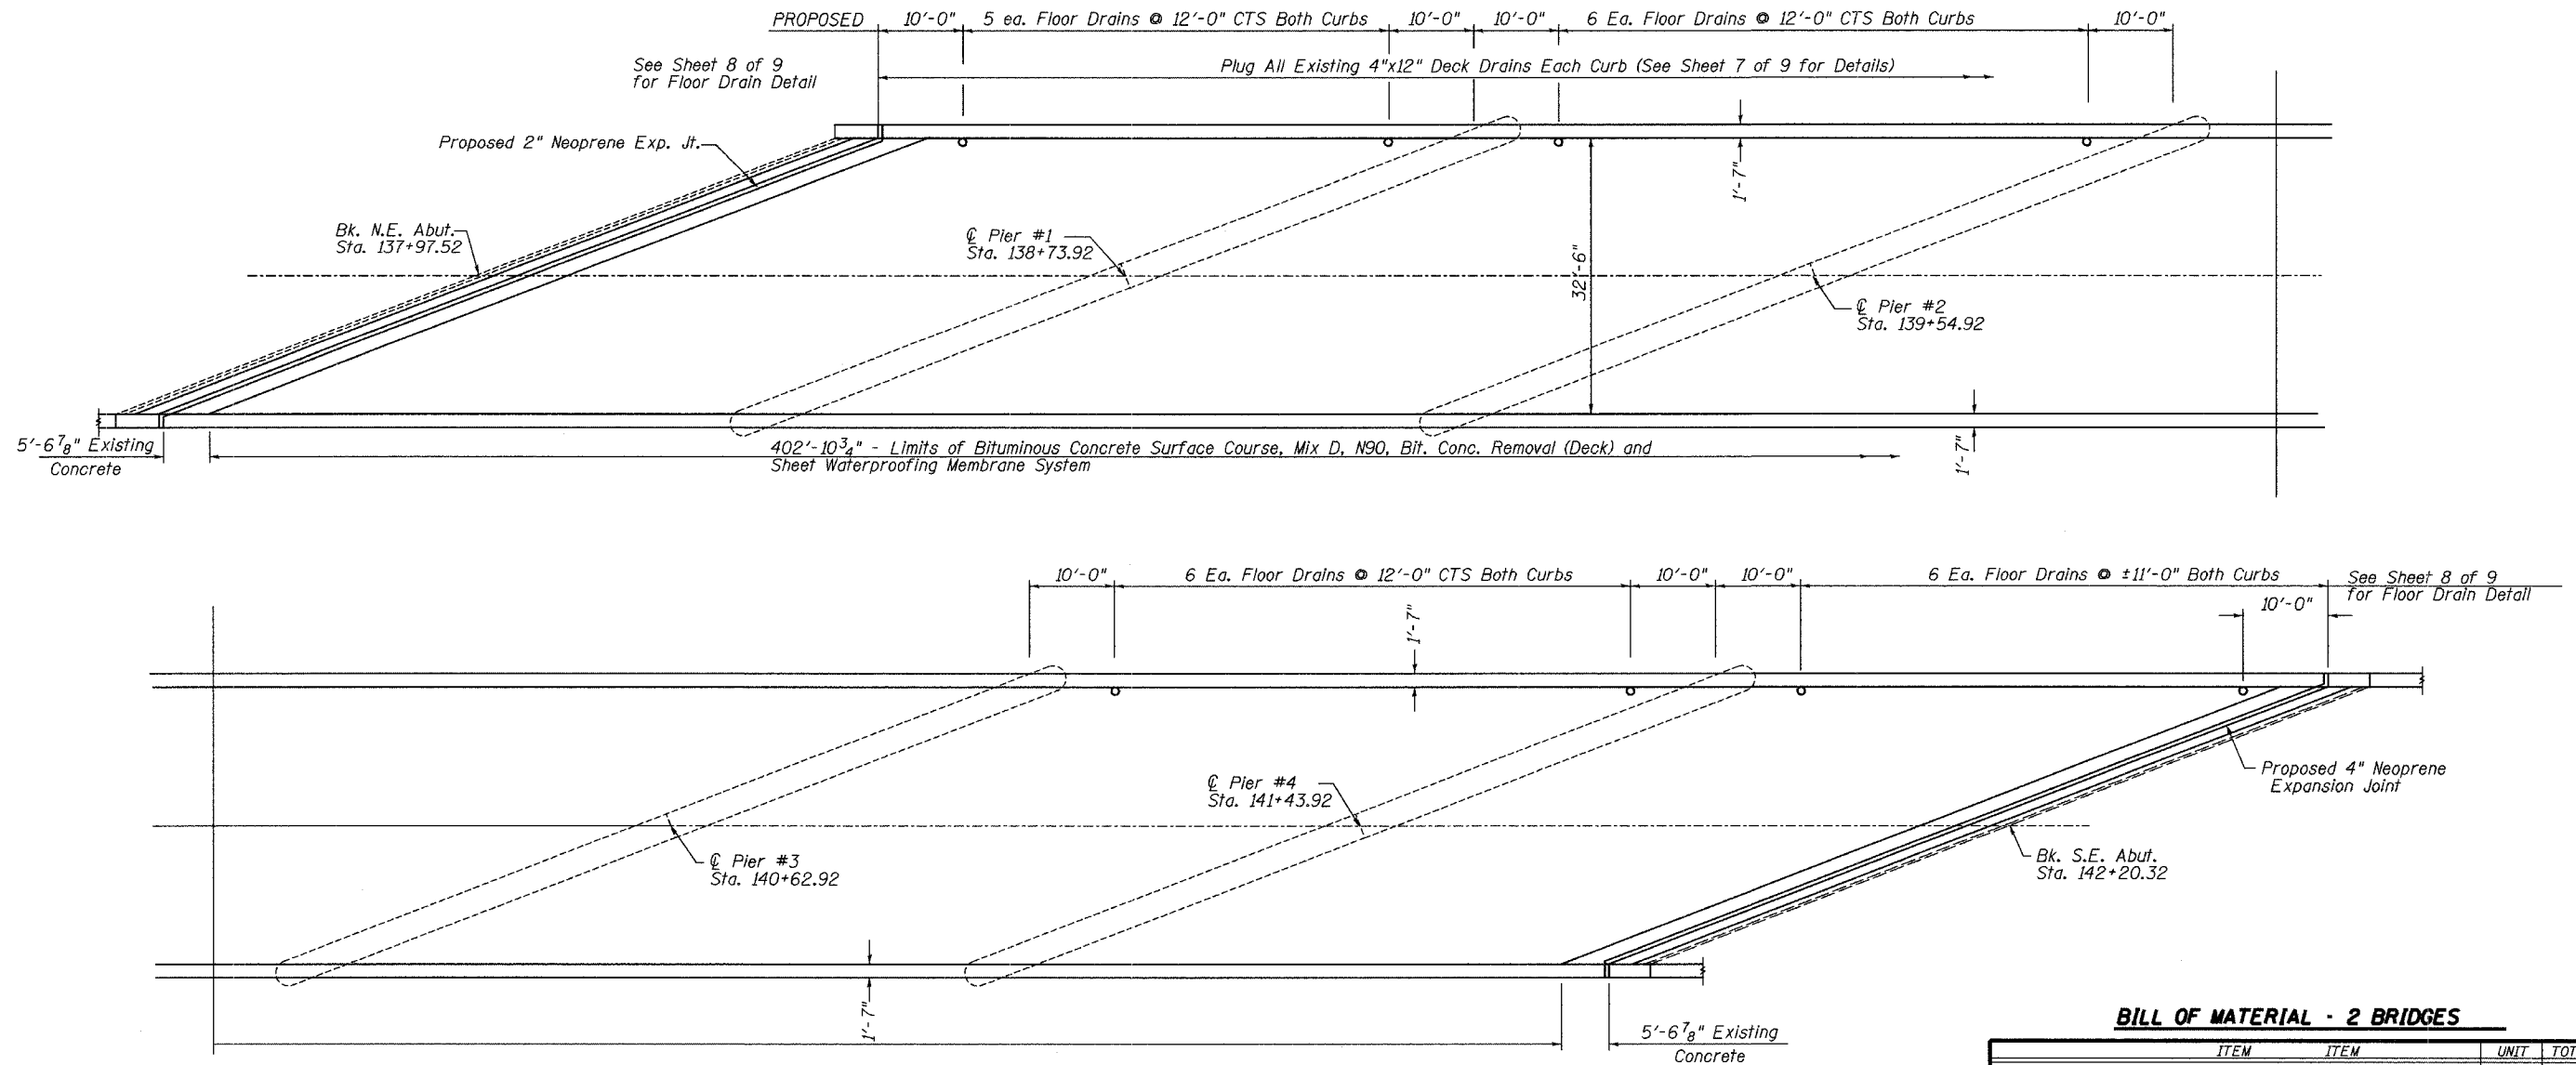 PROPOSED
10'-0"
5 ea. Floor Drains @ 12'-0" CTS Both Curbs
10'-0"
10'-0"
6 Ea. Floor Drains @ 12'-0" CTS Both Curbs
10'-0"
See Sheet 8 of 9
for Floor Drain Detail
Plug All Existing 4"x12" Deck Drains Each Curb (See Sheet 7 of 9 for Details)
Proposed 2" Neoprene Exp. Jt.
1'-7"
Bk. N.E. Abut.
Sta. 137+97.52
℄ Pier #1
Sta. 138+73.92
32'-6"
℄ Pier #2
Sta. 139+54.92
5'-6 7/8" Existing
Concrete
402'-10 3/4" - Limits of Bituminous Concrete Surface Course, Mix D, N90, Bit. Conc. Removal (Deck) and
Sheet Waterproofing Membrane System
1'-7"
10'-0"
6 Ea. Floor Drains @ 12'-0" CTS Both Curbs
10'-0"
10'-0"
6 Ea. Floor Drains @ ±11'-0" Both Curbs
See Sheet 8 of 9
for Floor Drain Detail
10'-0"
1'-7"
℄ Pier #3
Sta. 140+62.92
℄ Pier #4
Sta. 141+43.92
Proposed 4" Neoprene
Expansion Joint
Bk. S.E. Abut.
Sta. 142+20.32
1'-7"
5'-6 7/8" Existing
Concrete
BILL OF MATERIAL - 2 BRIDGES
ITEM
ITEM
UNIT